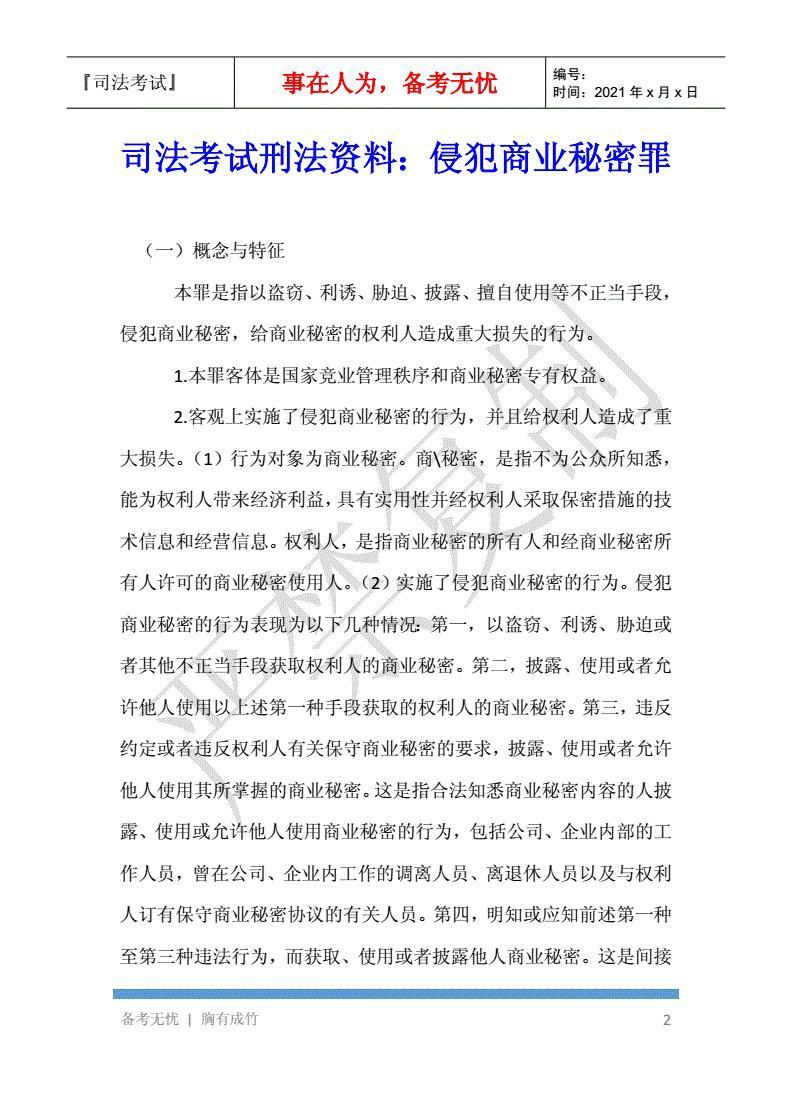 『司法考试』
事在人为，备考无忧
编号：
时间：2021 年 x 月 x 日
司法考试刑法资料：侵犯商业秘密罪
（一）概念与特征
本罪是指以盗窃、利诱、胁迫、披露、擅自使用等不正当手段，
侵犯商业秘密，给商业秘密的权利人造成重大损失的行为。
1.本罪客体是国家竞业管理秩序和商业秘密专有权益。
2.客观上实施了侵犯商业秘密的行为，并且给权利人造成了重
大损失。（1）行为对象为商业秘密。商\秘密，是指不为公众所知悉，
能为权利人带来经济利益，具有实用性并经权利人采取保密措施的技
术信息和经营信息。权利人，是指商业秘密的所有人和经商业秘密所
有人许可的商业秘密使用人。（2）实施了侵犯商业秘密的行为。侵犯
商业秘密的行为表现为以下几种情况：第一，以盗窃、利诱、胁迫或
者其他不正当手段获取权利人的商业秘密。第二，披露、使用或者允
许他人使用以上述第一种手段获取的权利人的商业秘密。第三，违反
约定或者违反权利人有关保守商业秘密的要求，披露、使用或者允许
他人使用其所掌握的商业秘密。这是指合法知悉商业秘密内容的人披
露、使用或允许他人使用商业秘密的行为，包括公司、企业内部的工
作人员，曾在公司、企业内工作的调离人员、离退休人员以及与权利
人订有保守商业秘密协议的有关人员。第四，明知或应知前述第一种
至第三种违法行为，而获取、使用或者披露他人商业秘密。这是间接
严禁复制
备考无忧 | 胸有成竹
2